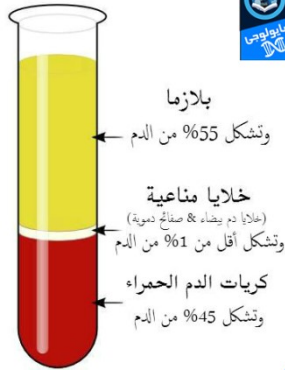 بايولوجي
بلازما
وتشكل 55% من الدم
خلايا مناعية
(خلايا دم بيضاء & صفائح دموية)
وتشكل أقل من 1% من الدم
كريات الدم الحمراء
وتشكل 45% من الدم